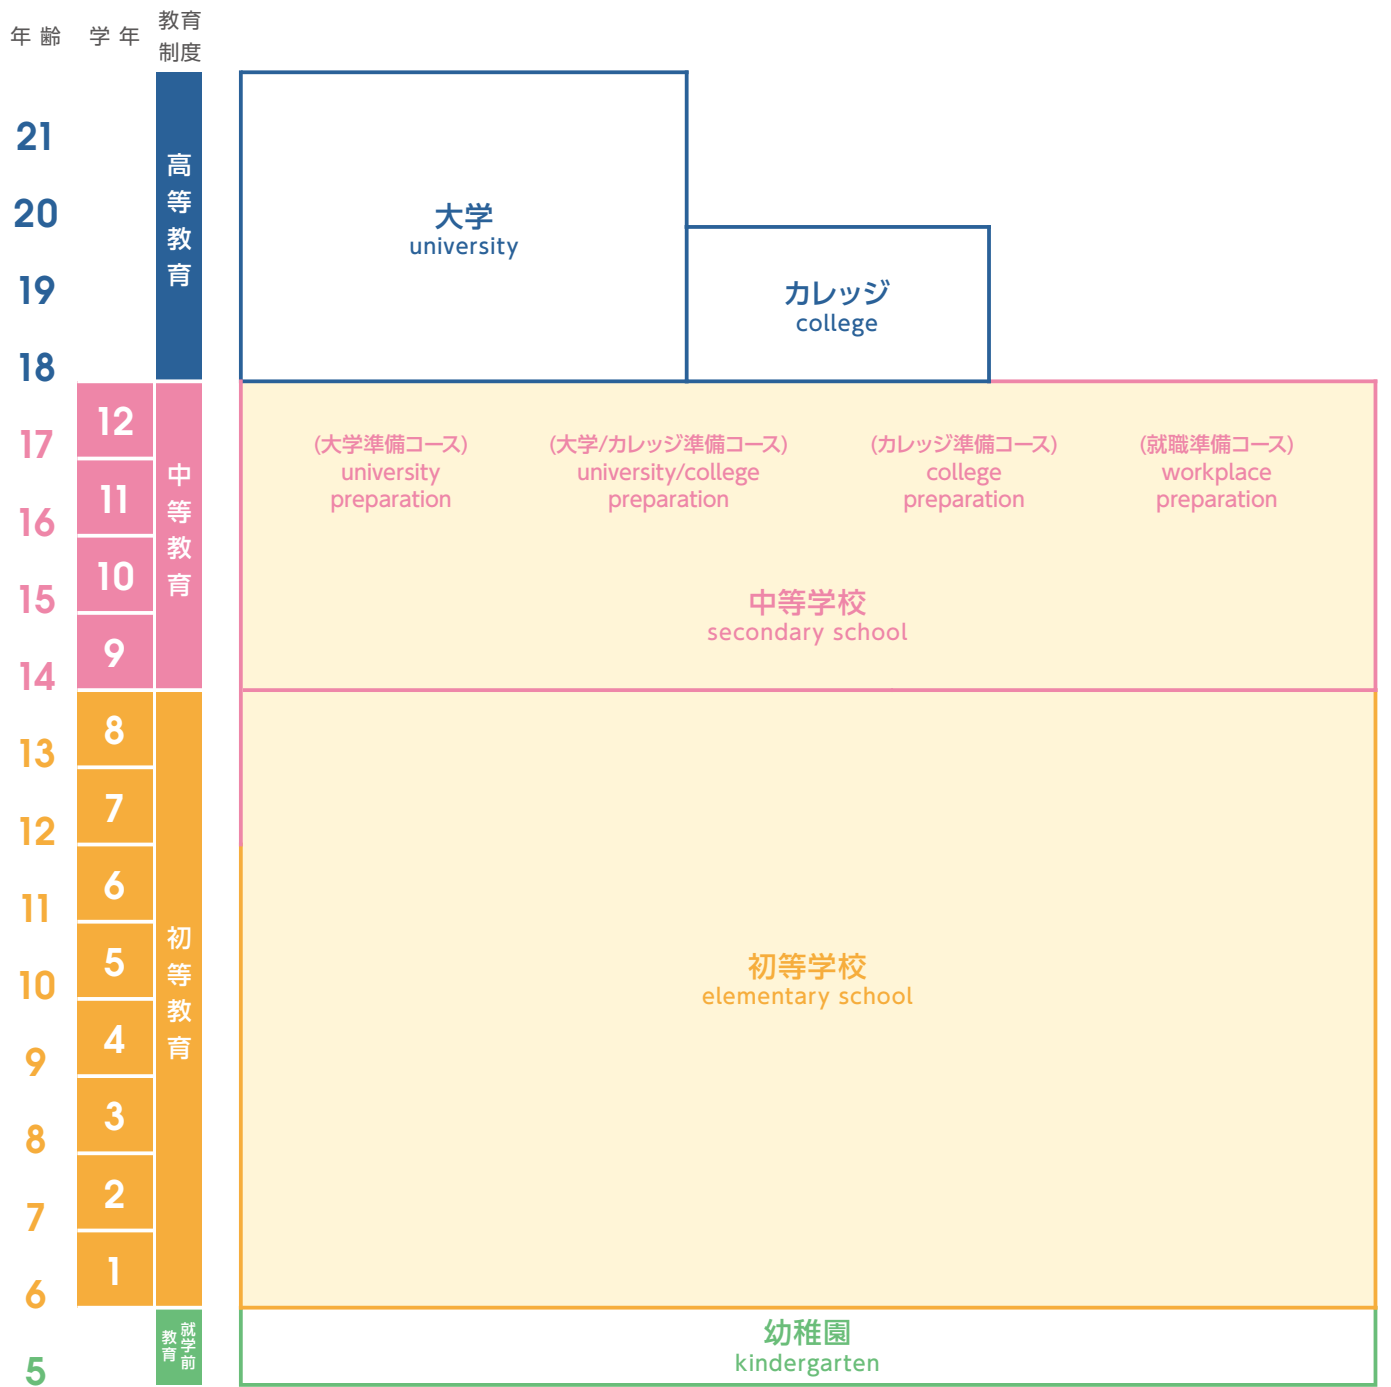 年齢
学年
教育
制度
21
20
19
18
17
16
15
14
13
12
11
10
9
8
7
6
5
12
11
10
9
8
7
6
5
4
3
2
1
高等教育
中等教育
初等教育
就学前
教育
大学
university
カレッジ
college
(大学準備コース)
university
preparation
(大学/カレッジ準備コース)
university/college
preparation
(カレッジ準備コース)
college
preparation
(就職準備コース)
workplace
preparation
中等学校
secondary school
初等学校
elementary school
幼稚園
kindergarten